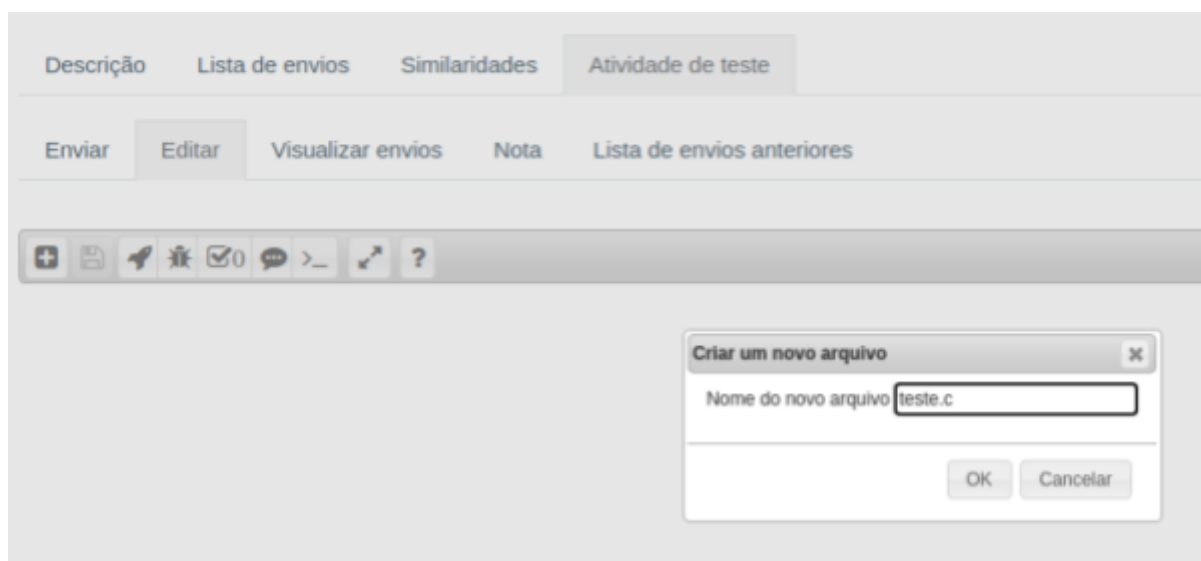 Descrição Lista de envios Similaridades Atividade de teste
Enviar Editar Visualizar envios Nota Lista de envios anteriores
0 >_ ?
Criar um novo arquivo
Nome do novo arquivo teste.c
OK Cancelar